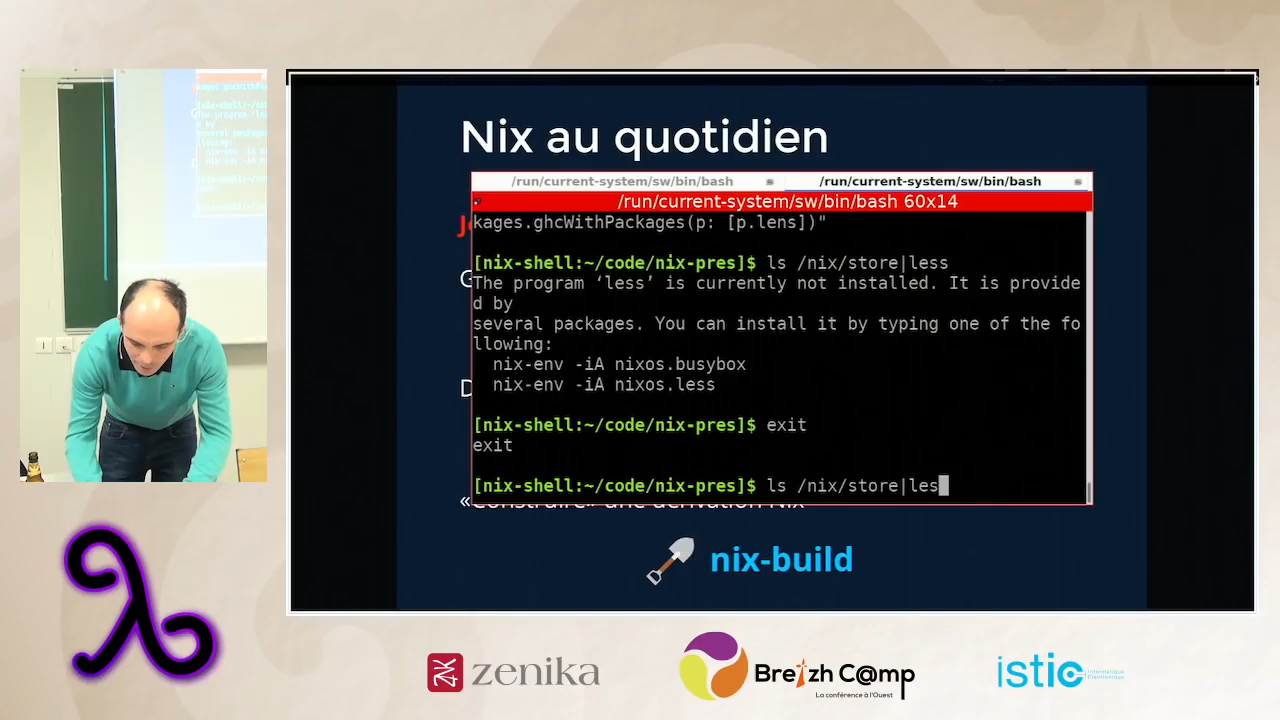 Nix au quotidien
/run/current-system/sw/bin/bash
/run/current-system/sw/bin/bash
/run/current-system/sw/bin/bash 60x14
kages.ghcWithPackages(p: [p.lens])"
[nix-shell:~/code/nix-pres]$ ls /nix/store|less
The program ‘less’ is currently not installed. It is provide
d by
several packages. You can install it by typing one of the fo
llowing:
nix-env -iA nixos.busybox
nix-env -iA nixos.less
[nix-shell:~/code/nix-pres]$ exit
exit
[nix-shell:~/code/nix-pres]$ ls /nix/store|les
«Construire» une dérivation Nix
nix-build
zenika
Breizh C@mp
La conférence à l'Ouest
istic